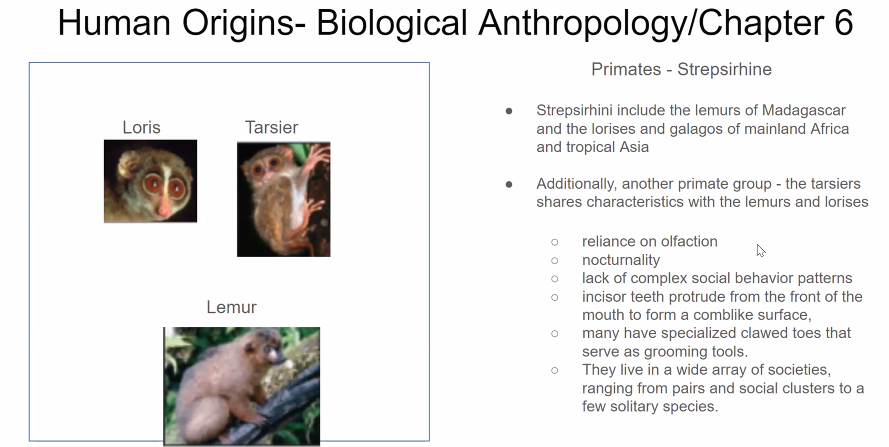 Human Origins- Biological Anthropology/Chapter 6
Loris
Tarsier
Lemur
Primates - Strepsirhine
● Strepsirhini include the lemurs of Madagascar
and the lorises and galagos of mainland Africa
and tropical Asia
● Additionally, another primate group - the tarsiers
shares characteristics with the lemurs and lorises
○ reliance on olfaction
○ nocturnality
○ lack of complex social behavior patterns
○ incisor teeth protrude from the front of the
mouth to form a comblike surface,
○ many have specialized clawed toes that
serve as grooming tools.
○ They live in a wide array of societies,
ranging from pairs and social clusters to a
few solitary species.